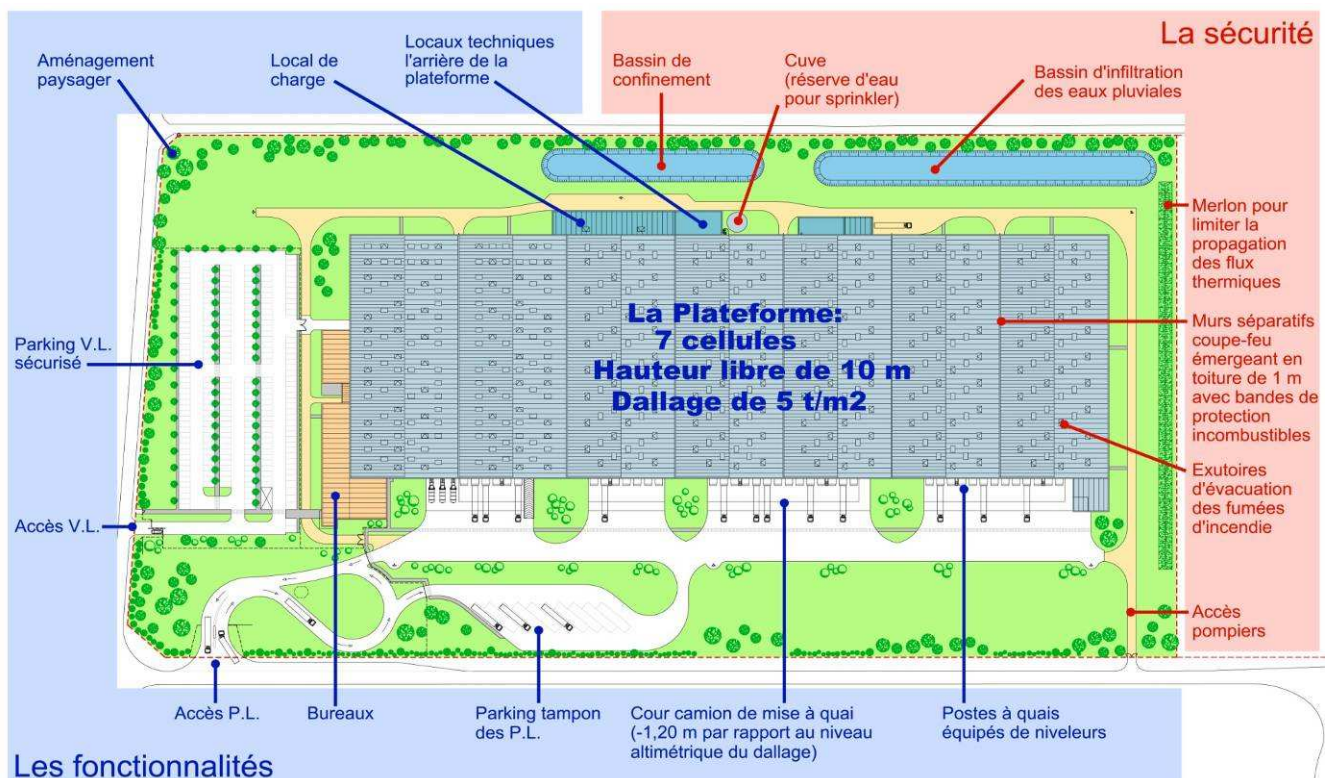 La sécurité
Aménagement
paysager
Local de
charge
Locaux techniques
l'arrière de la
plateforme
Bassin de
confinement
Cuve
(réserve d'eau
pour sprinkler)
Bassin d'infiltration
des eaux pluviales
Merlon pour
limiter la
propagation
des flux
thermiques
La Plateforme:
7 cellules
Hauteur libre de 10 m
Dallage de 5 t/m2
Parking V.L.
sécurisé
Murs séparatifs
coupe-feu
émergeant en
toiture de 1 m
avec bandes de
protection
incombustibles
Exutoires
d'évacuation
des fumées
d'incendie
Accès V.L.
Accès
pompiers
Accès P.L.
Bureaux
Parking tampon
des P.L.
Cour camion de mise à quai
(-1,20 m par rapport au niveau
altimétrique du dallage)
Postes à quais
équipés de niveleurs
Les fonctionnalités